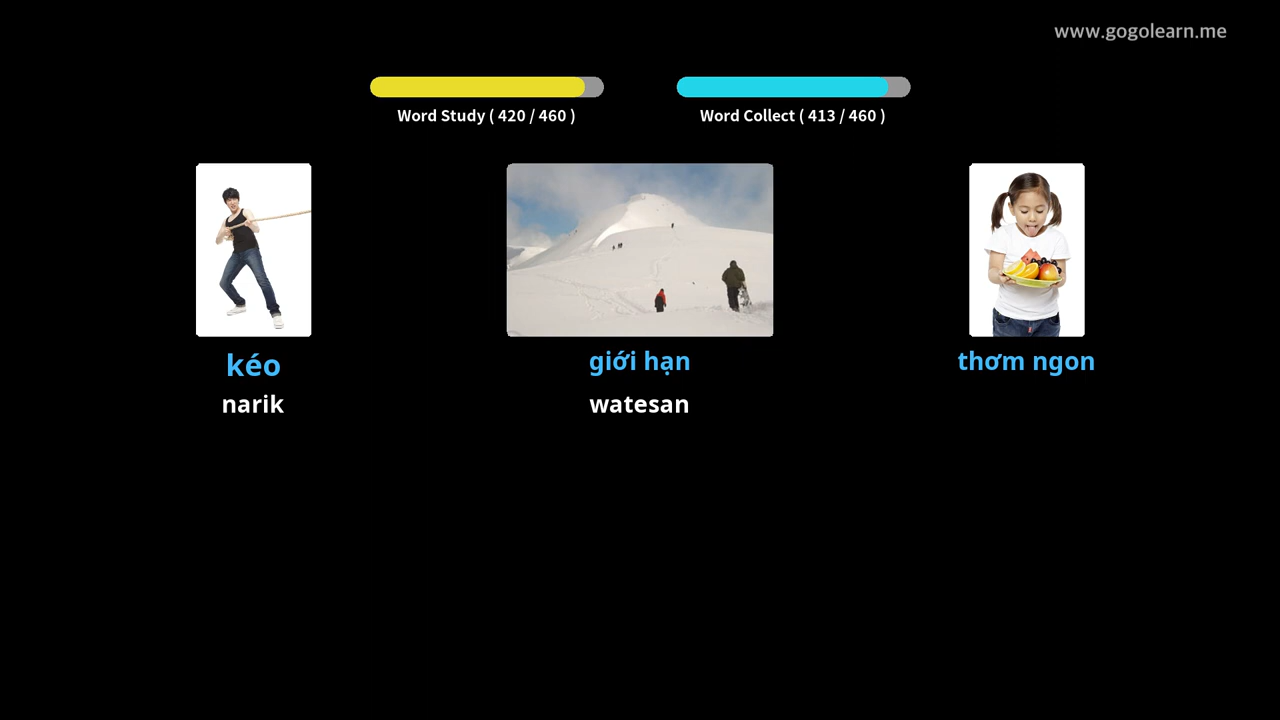 www.gogolearn.me
Word Study ( 420 / 460 )
Word Collect ( 413 / 460 )
kéo
giới hạn
thơm ngon
narik
watesan